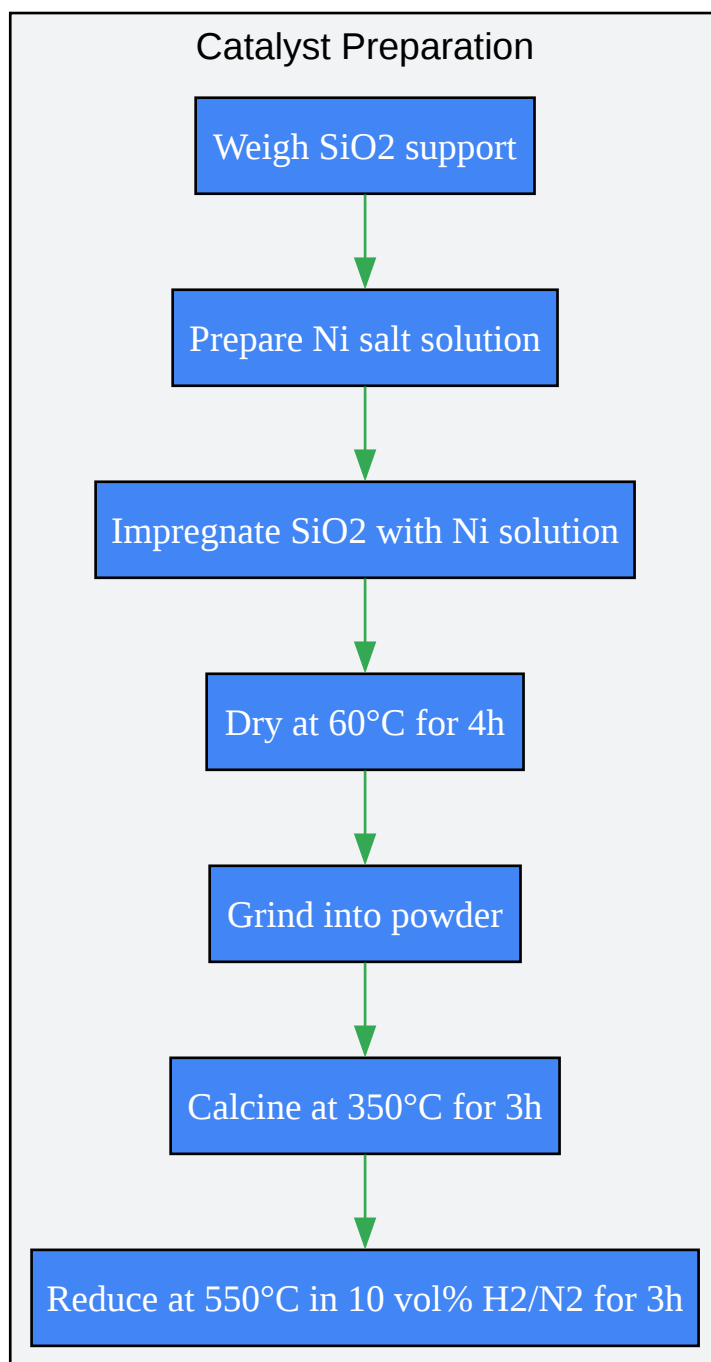 Catalyst Preparation
Weigh SiO2 support
Prepare Ni salt solution
Impregnate SiO2 with Ni solution
Dry at 60°C for 4h
Grind into powder
Calcine at 350°C for 3h
Reduce at 550°C in 10 vol% H2/N2 for 3h